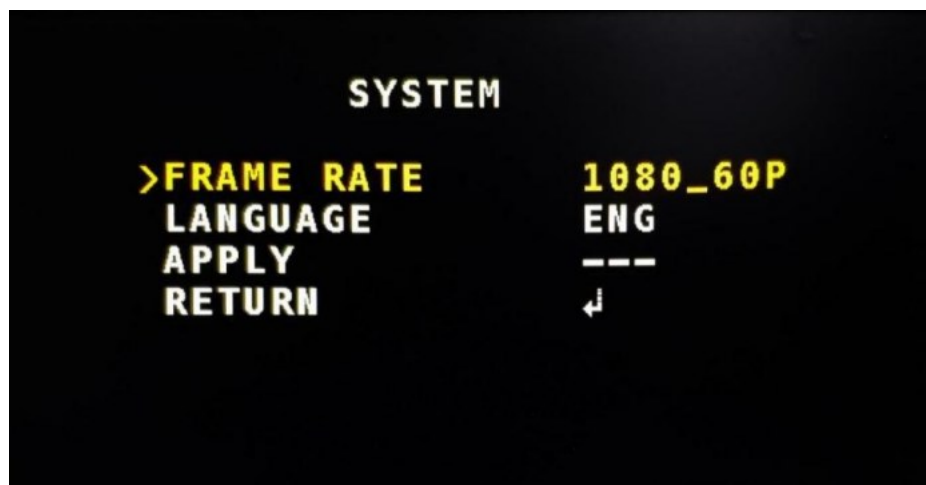 SYSTEM
>FRAME RATE 1080_60P
LANGUAGE ENG
APPLY ---
RETURN ↲